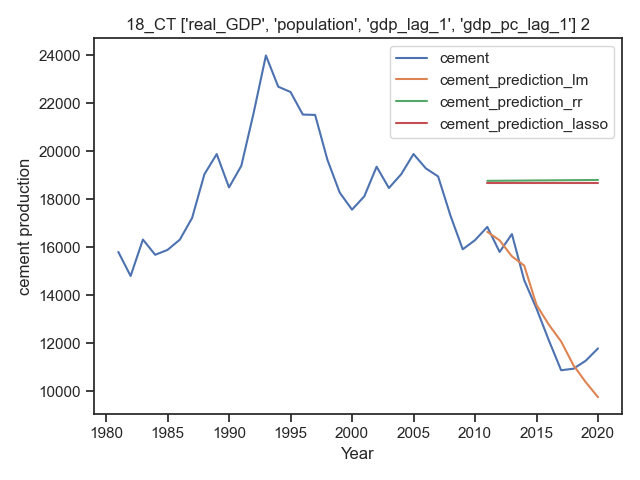 18_CT ['real_GDP', 'population', 'gdp_lag_1', 'gdp_pc_lag_1'] 2
cement
cement_prediction_lm
cement_prediction_rr
cement_prediction_lasso
cement production
24000
22000
20000
18000
16000
14000
12000
10000
1980 1985 1990 1995 2000 2005 2010 2015 2020
Year